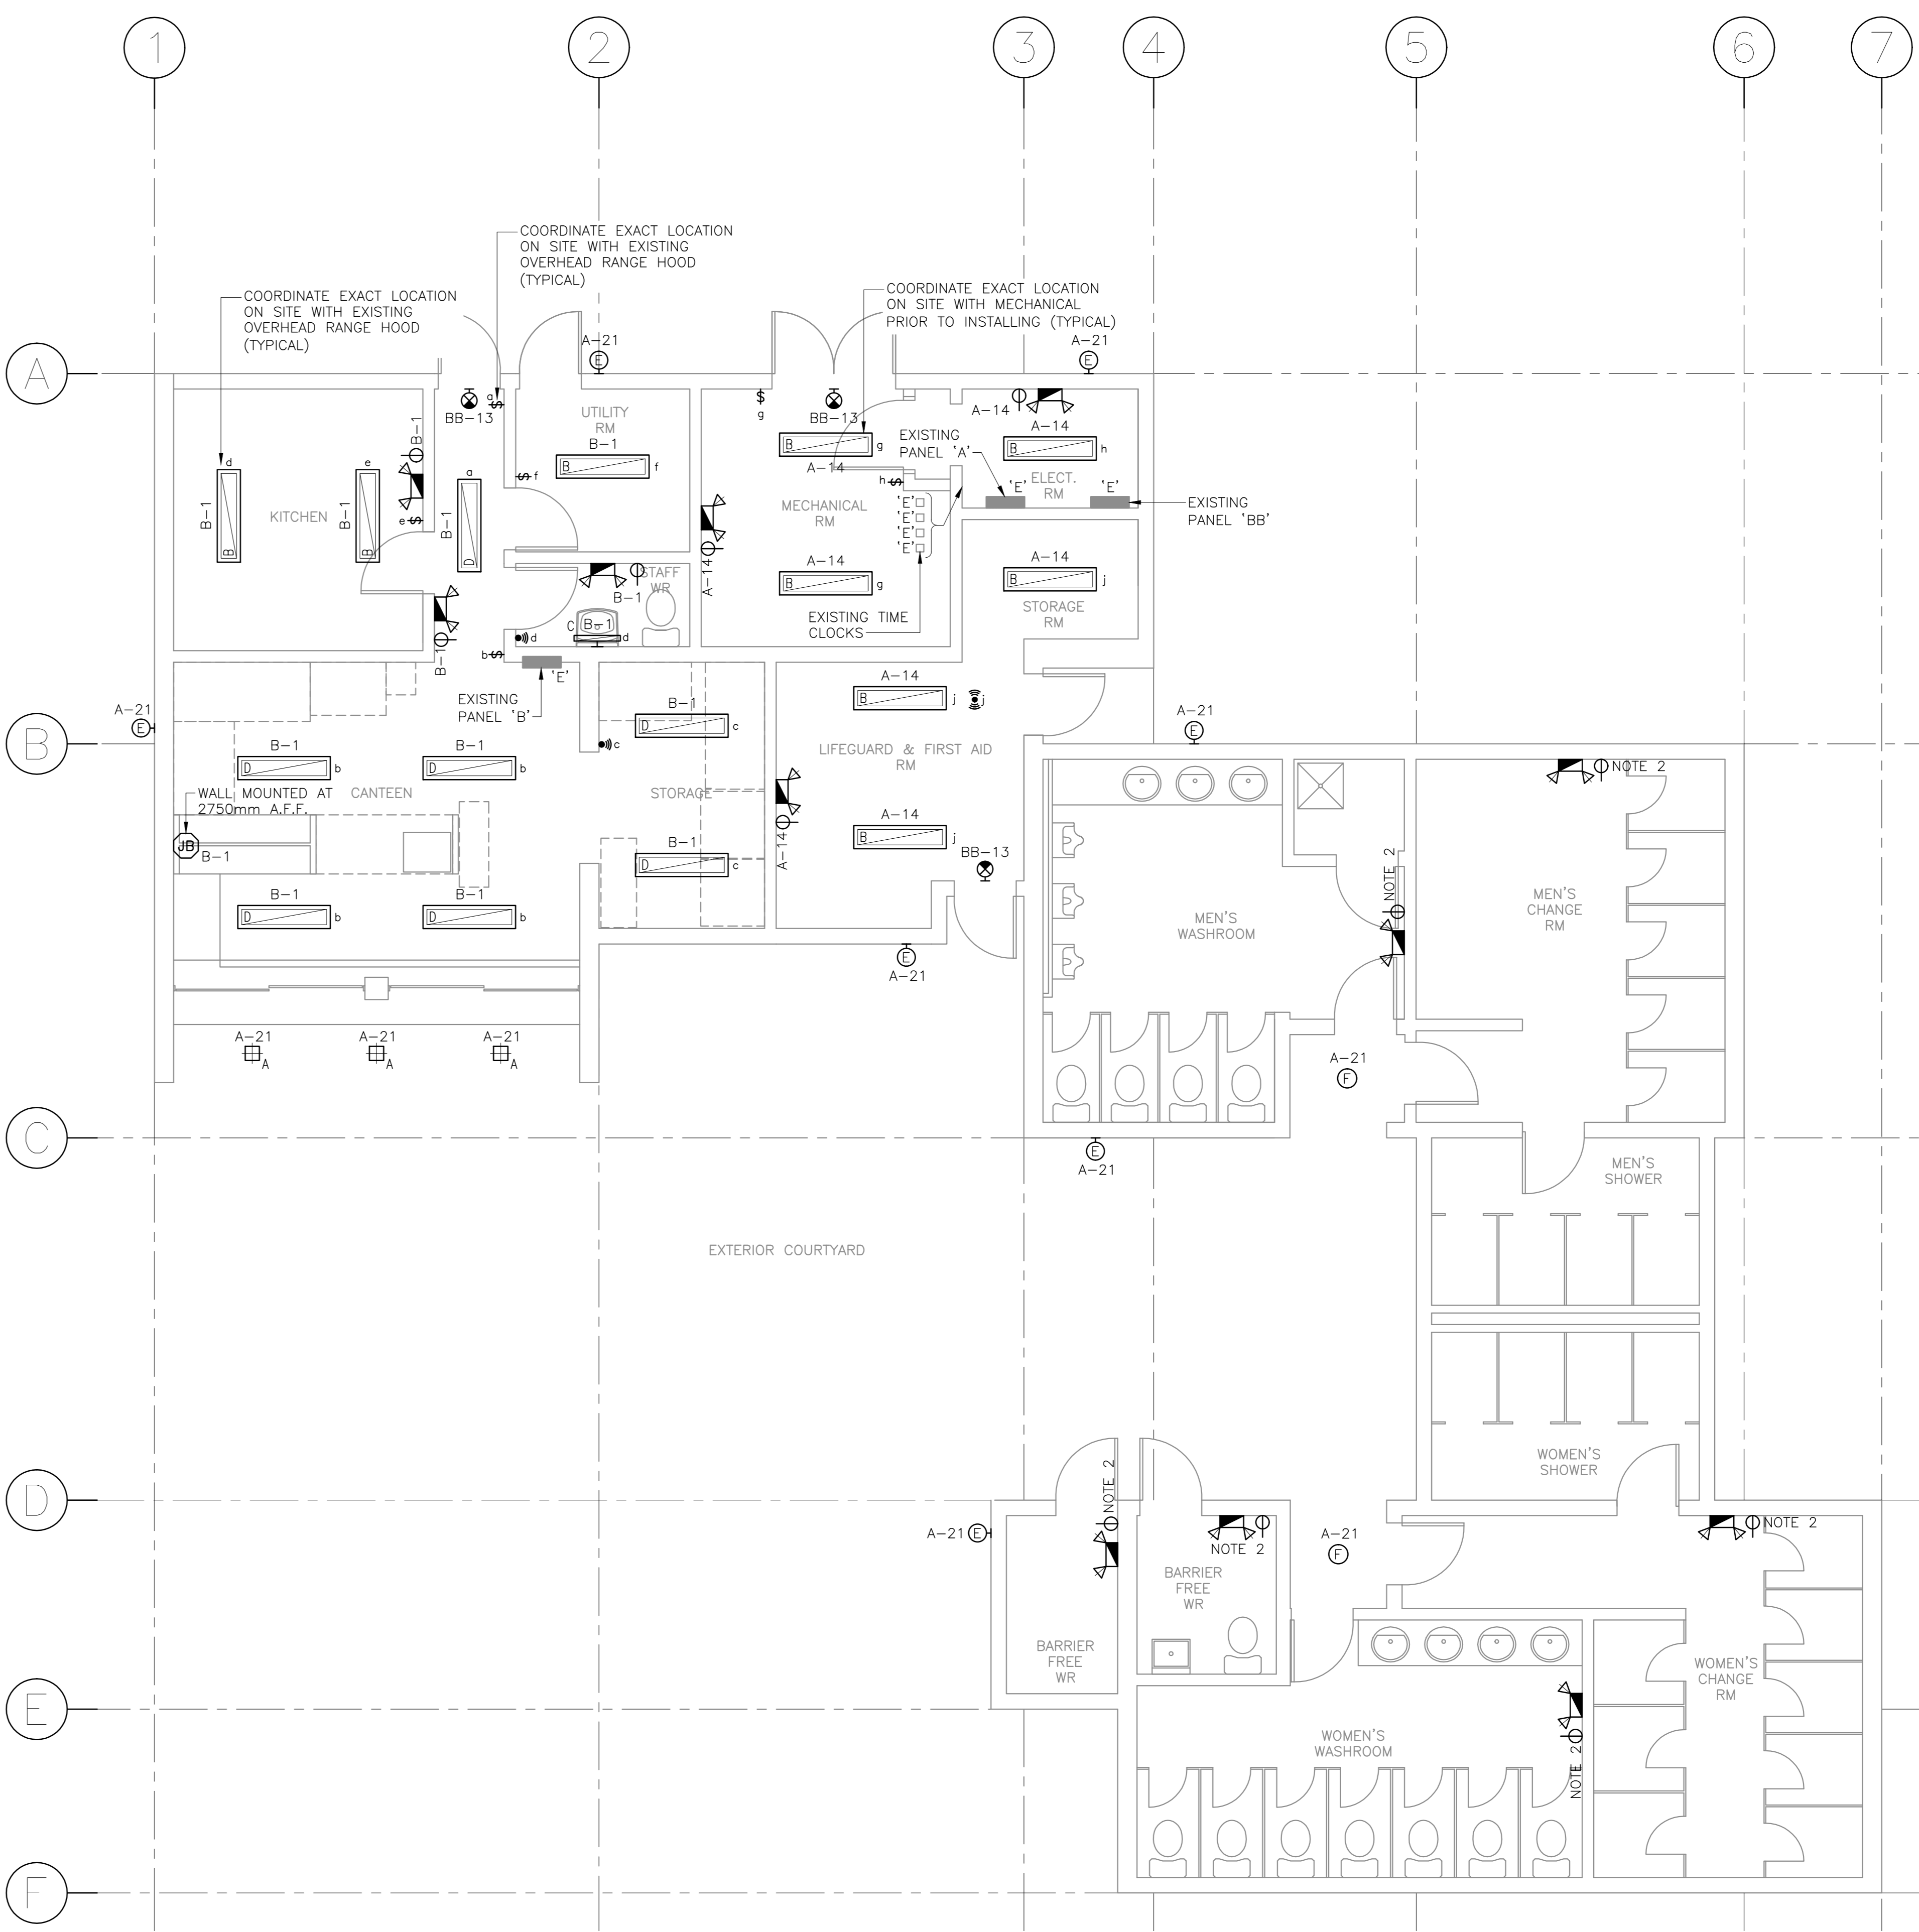 1
2
3
4
5
6
7
COORDINATE EXACT LOCATION
ON SITE WITH EXISTING
OVERHEAD RANGE HOOD
(TYPICAL)
COORDINATE EXACT LOCATION
ON SITE WITH EXISTING
OVERHEAD RANGE HOOD
(TYPICAL)
COORDINATE EXACT LOCATION
ON SITE WITH MECHANICAL
PRIOR TO INSTALLING (TYPICAL)
A
A-21
E
A-21
E
a
$
BB-13
$
g
BB-13
A-14
UTILITY
RM
B-1
B
f
$ f
B
g
A-14
EXISTING
PANEL 'A'
A-14
B
h
ELECT.
RM
'E'
'E'
EXISTING
PANEL 'BB'
d
B-1
B
KITCHEN
e
B-1
B
B-1
e $
a
B-1
D
h $
MECHANICAL
RM
'E'
'E'
'E'
'E'
A-14
A-14
B
g
EXISTING TIME
CLOCKS
A-14
B
j
STORAGE
RM
STAFF
WR
B-1
C
B-1
d
d
B-1
b $
'E'
EXISTING
PANEL 'B'
A-21
E
B
B-1
D
b
B-1
D
b
c
B-1
D
c
STORAGE
B-1
D
c
A-14
B
j
j
LIFEGUARD & FIRST AID
RM
A-14
A-14
B
j
BB-13
A-21
E
WALL MOUNTED AT
2750mm A.F.F.
CANTEEN
JB
B-1
B-1
D
b
B-1
D
b
E
A-21
NOTE 2
NOTE 2
MEN'S
WASHROOM
MEN'S
CHANGE
RM
A-21
A
A-21
A
A-21
A
A-21
F
C
E
A-21
MEN'S
SHOWER
EXTERIOR COURTYARD
WOMEN'S
SHOWER
D
A-21
E
NOTE 2
NOTE 2
A-21
F
NOTE 2
BARRIER
FREE
WR
BARRIER
FREE
WR
WOMEN'S
CHANGE
RM
E
WOMEN'S
WASHROOM
NOTE 2
F